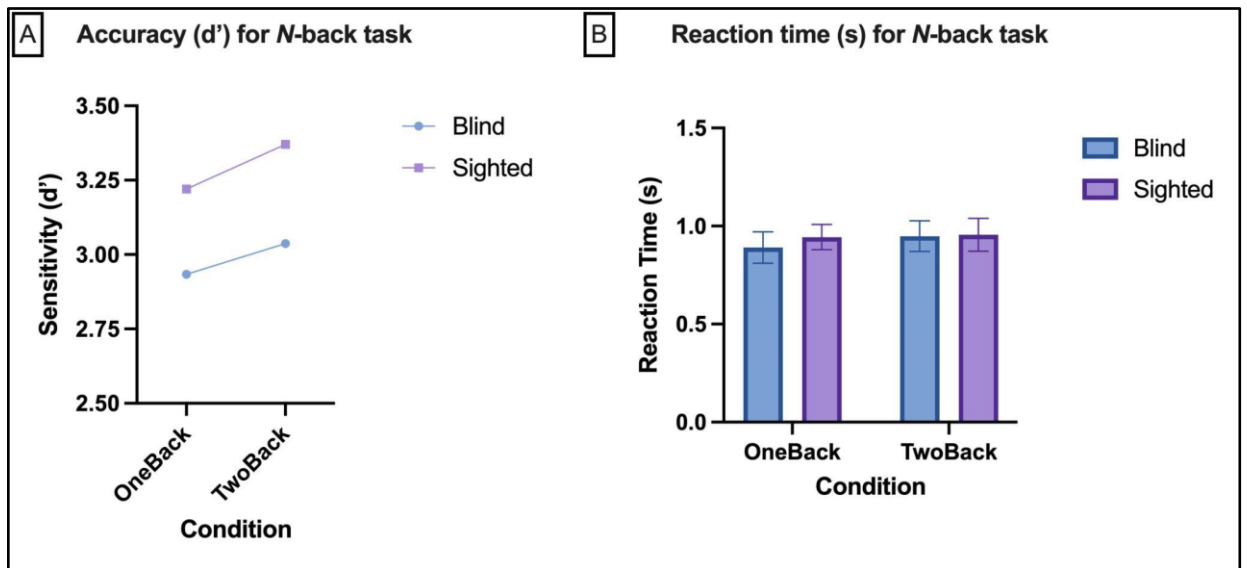 A
Accuracy (d’) for N-back task
3.50
3.25
3.00
2.75
2.50
Sensitivity (d’)
OneBack
TwoBack
Condition
Blind
Sighted
B
Reaction time (s) for N-back task
1.5
1.0
0.5
0.0
Reaction Time (s)
OneBack
TwoBack
Condition
Blind
Sighted